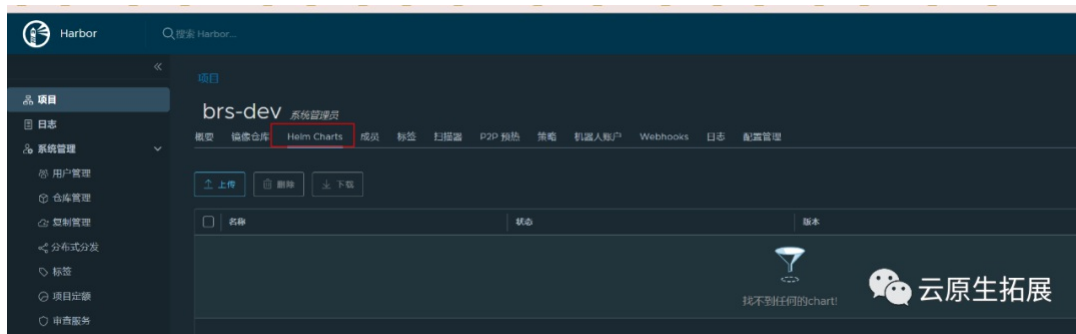 Harbor
搜索 Harbor...
«
项目
项目
brs-dev 系统管理员
日志
概要 镜像仓库 Helm Charts 成员 标签 扫描器 P2P 预热 策略 机器人账户 Webhooks 日志 配置管理
系统管理
用户管理
上传 删除 下载
仓库管理
复制管理
名称 状态 版本
分布式分发
标签
找不到任何的chart!
云原生拓展
项目定额
审查服务